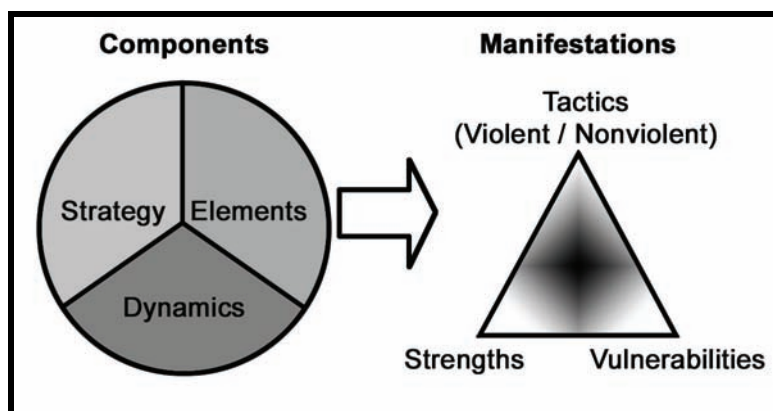 Components
Manifestations
Tactics
(Violent / Nonviolent)
Strategy
Elements
Dynamics
Strengths
Vulnerabilities